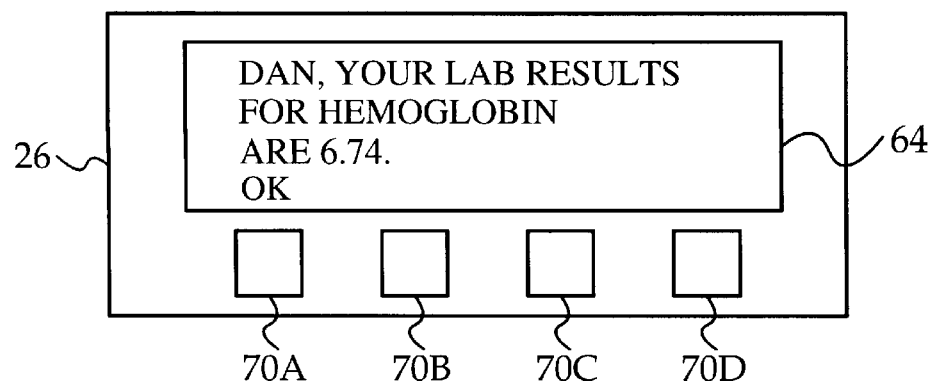 DAN, YOUR LAB RESULTS
FOR HEMOGLOBIN
ARE 6.74.
OK
26
64
70A 70B 70C 70D